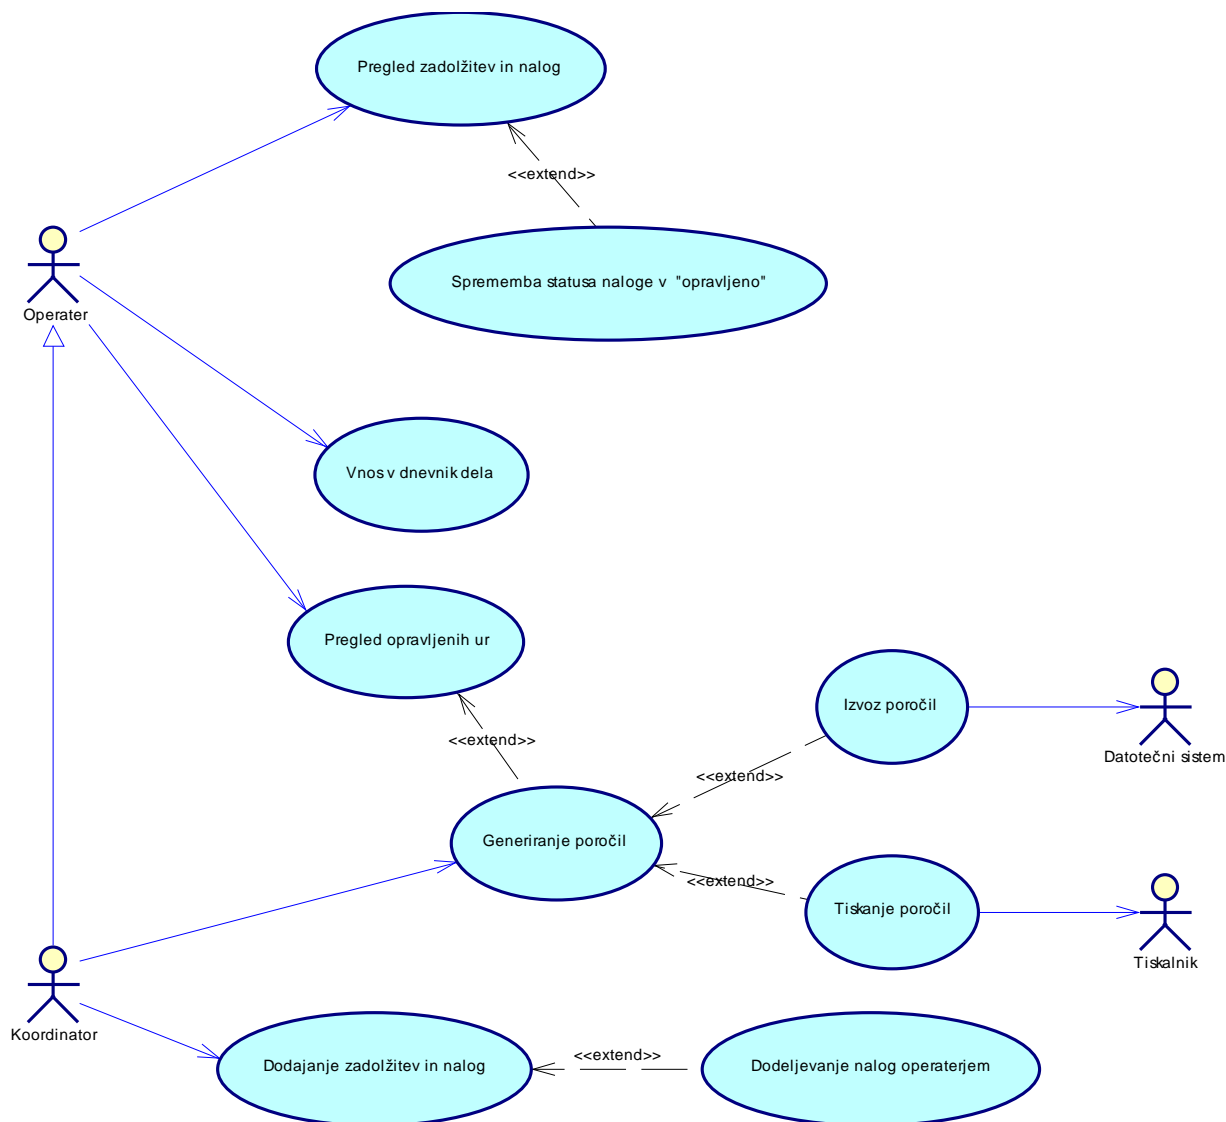 Pregled zadolžitev in nalog
<<extend>>
Sprememba statusa naloge v "opravljeno"
Operater
Vnos v dnevnik dela
Pregled opravljenih ur
Izvoz poročil
<<extend>>
Datotečni sistem
<<extend>>
Generiranje poročil
<<extend>>
Tiskanje poročil
Tiskalnik
Koordinator
<<extend>>
Dodajanje zadolžitev in nalog
Dodeljevanje nalog operaterjem